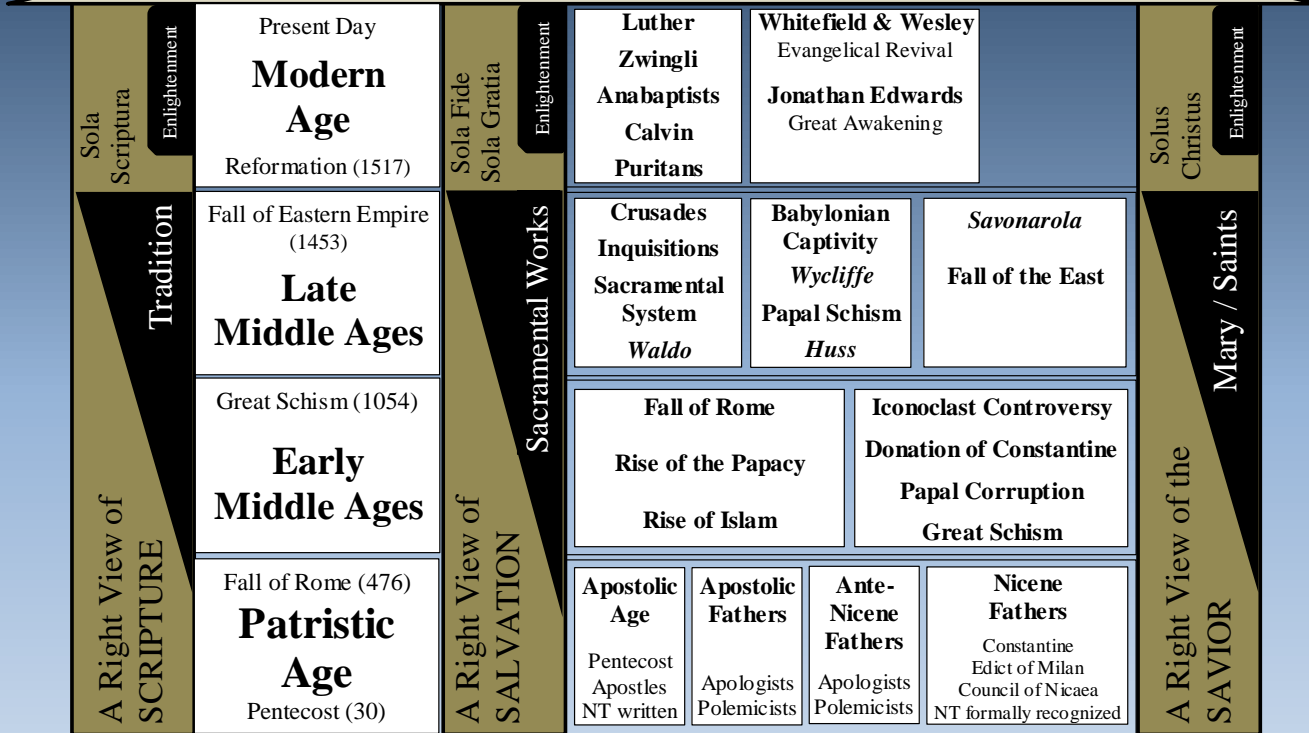 Sola
Scriptura
Enlightenment
Tradition
A Right View of
SCRIPTURE
Present Day
Modern
Age
Reformation (1517)
Fall of Eastern Empire
(1453)
Late
Middle Ages
Great Schism (1054)
Early
Middle Ages
Fall of Rome (476)
Patristic
Age
Pentecost (30)
Sola Fide
Sola Gratia
Enlightenment
Sacramental Works
A Right View of
SALVATION
Luther
Zwingli
Anabaptists
Calvin
Puritans
Whitefield & Wesley
Evangelical Revival
Jonathan Edwards
Great Awakening
Crusades
Inquisitions
Sacramental
System
Waldo
Babylonian
Captivity
Wycliffe
Papal Schism
Huss
Savonarola
Fall of the East
Fall of Rome
Rise of the Papacy
Rise of Islam
Iconoclast Controversy
Donation of Constantine
Papal Corruption
Great Schism
Apostolic
Age
Pentecost
Apostles
NT written
Apostolic
Fathers
Apologists
Polemicists
Ante-
Nicene
Fathers
Apologists
Polemicists
Nicene
Fathers
Constantine
Edict of Milan
Council of Nicaea
NT formally recognized
Solus
Christus
Enlightenment
Mary / Saints
A Right View of the
SAVIOR